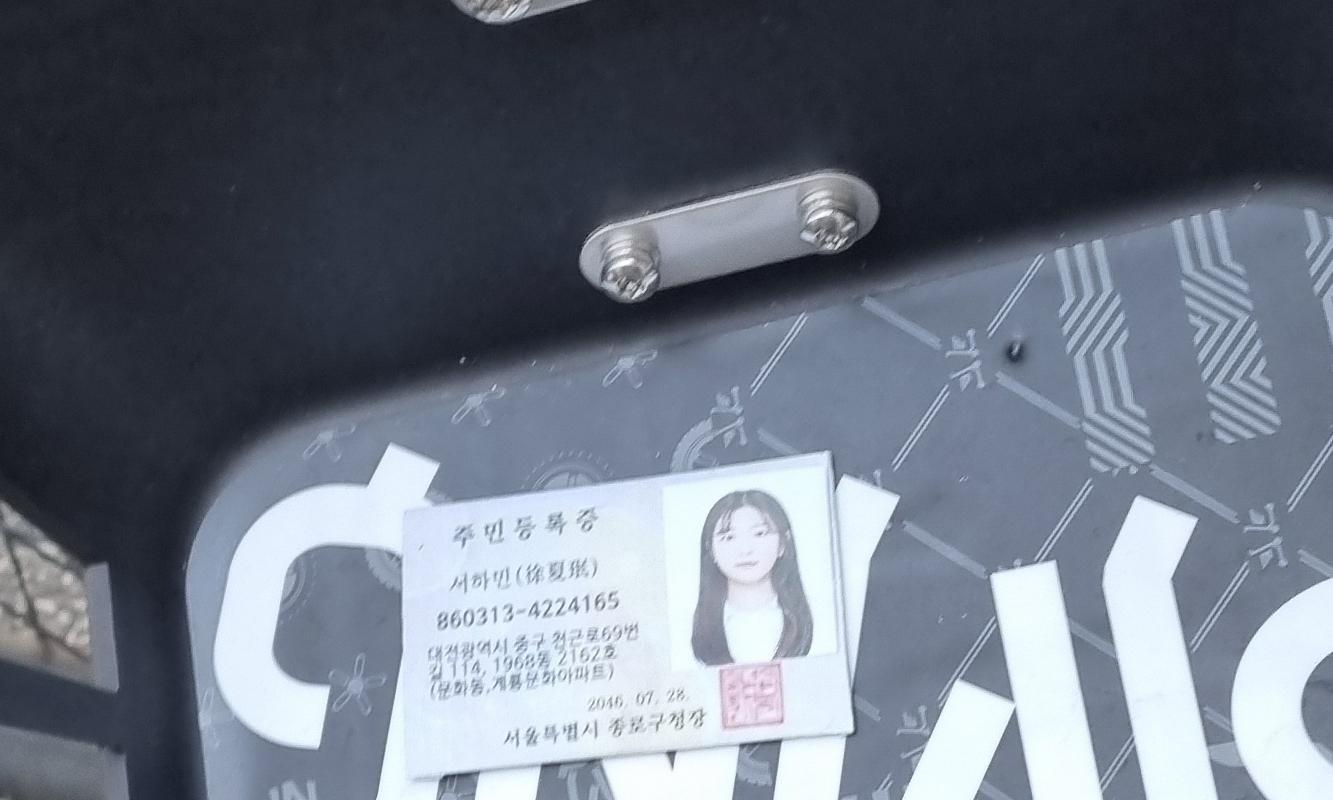 주민등록증
서하민(徐夏珉)
860313-4224165
대전광역시 중구 천근로69번
길 114, 1968동 2162호
(문화동,계룡문화아파트)
2046. 07. 28.
서울특별시 종로구청장